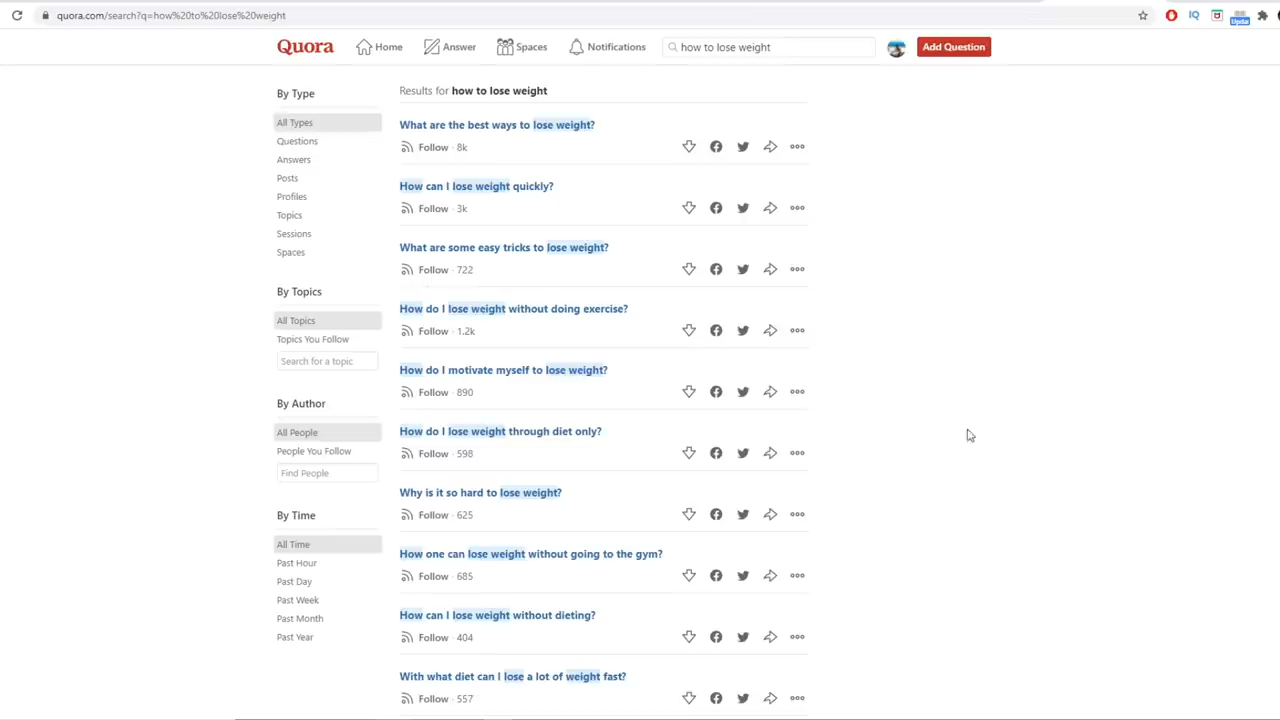 quora.com/search?q=how%20to%20lose%20weight
IQ
Update
Quora
Home
Answer
Spaces
Notifications
how to lose weight
Add Question
By Type
All Types
Questions
Answers
Posts
Profiles
Topics
Sessions
Spaces
By Topics
All Topics
Topics You Follow
Search for a topic
By Author
All People
People You Follow
Find People
By Time
All Time
Past Hour
Past Day
Past Week
Past Month
Past Year
Results for how to lose weight
What are the best ways to lose weight?
Follow · 8k
How can I lose weight quickly?
Follow · 3k
What are some easy tricks to lose weight?
Follow · 722
How do I lose weight without doing exercise?
Follow · 1.2k
How do I motivate myself to lose weight?
Follow · 890
How do I lose weight through diet only?
Follow · 598
Why is it so hard to lose weight?
Follow · 625
How one can lose weight without going to the gym?
Follow · 685
How can I lose weight without dieting?
Follow · 404
With what diet can I lose a lot of weight fast?
Follow · 557